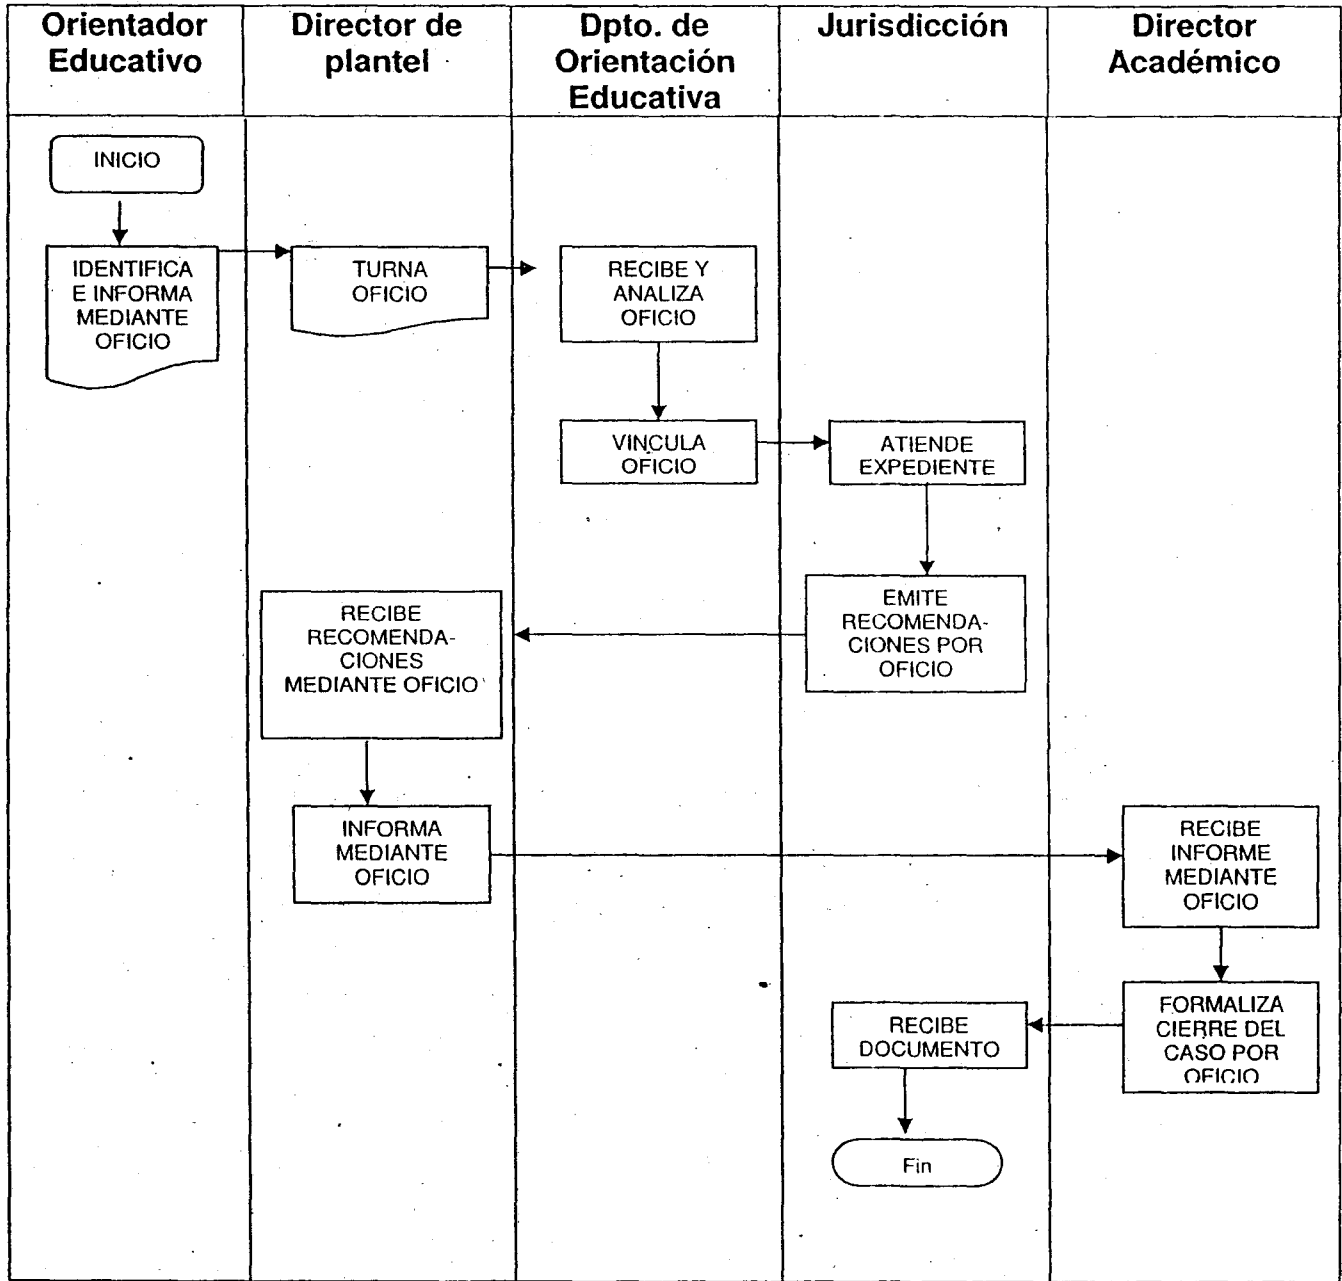 Orientador
Educativo
Director de
plantel
Dpto. de
Orientación
Educativa
Jurisdicción
Director
Académico
INICIO
IDENTIFICA
E INFORMA
MEDIANTE
OFICIO
TURNA
OFICIO
RECIBE Y
ANALIZA
OFICIO
VINCULA
OFICIO
ATIENDE
EXPEDIENTE
EMITE
RECOMENDA-
CIONES POR
OFICIO
RECIBE
RECOMENDA-
CIONES
MEDIANTE OFICIO
INFORMA
MEDIANTE
OFICIO
RECIBE
INFORME
MEDIANTE
OFICIO
FORMALIZA
CIERRE DEL
CASO POR
OFICIO
RECIBE
DOCUMENTO
Fin